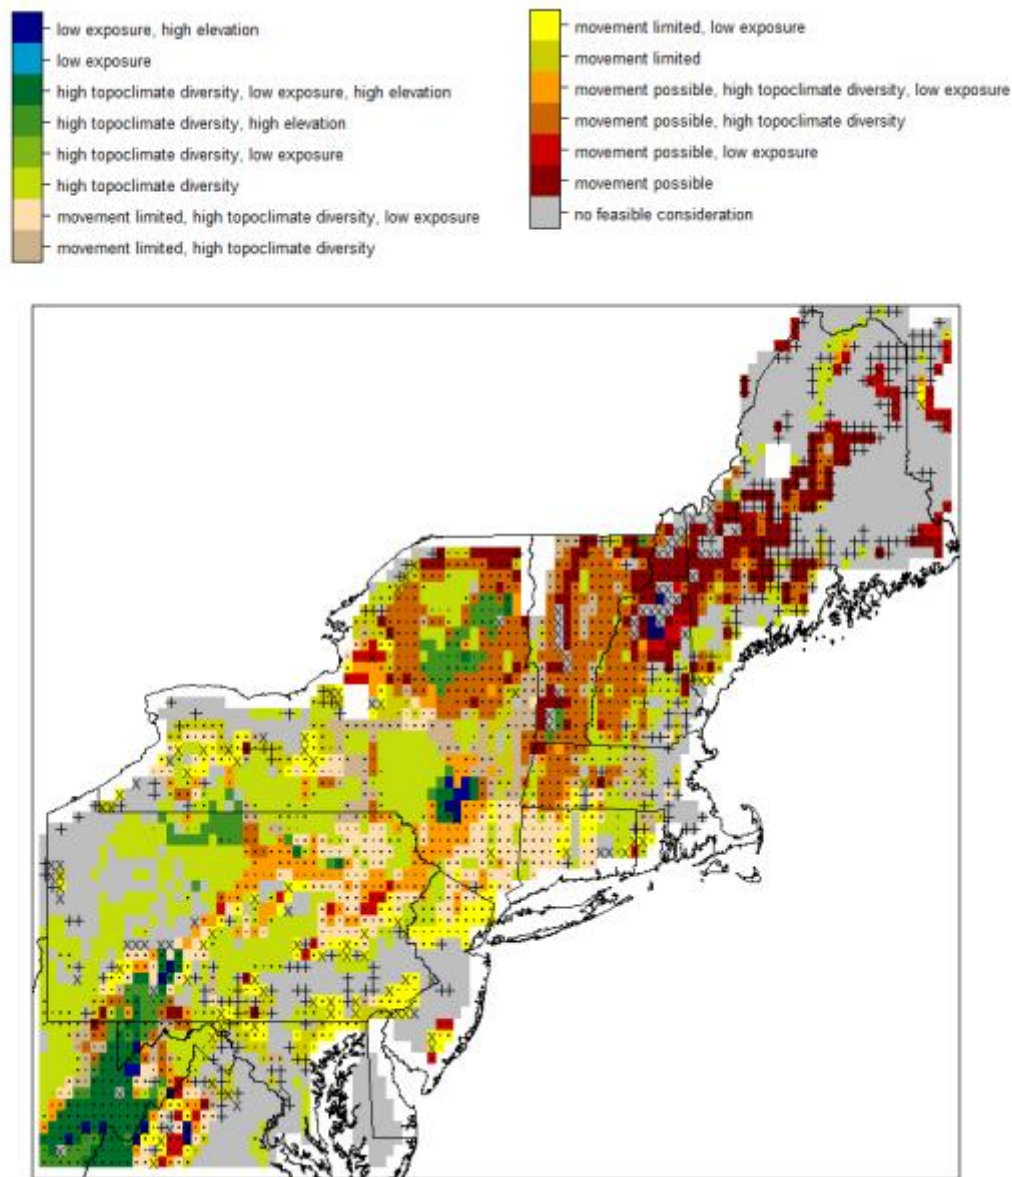 low exposure, high elevation
low exposure
high topoclimate diversity, low exposure, high elevation
high topoclimate diversity, high elevation
high topoclimate diversity, low exposure
high topoclimate diversity
movement limited, high topoclimate diversity, low exposure
movement limited, high topoclimate diversity
movement limited, low exposure
movement limited
movement possible, high topoclimate diversity, low exposure
movement possible, high topoclimate diversity
movement possible, low exposure
movement possible
no feasible consideration